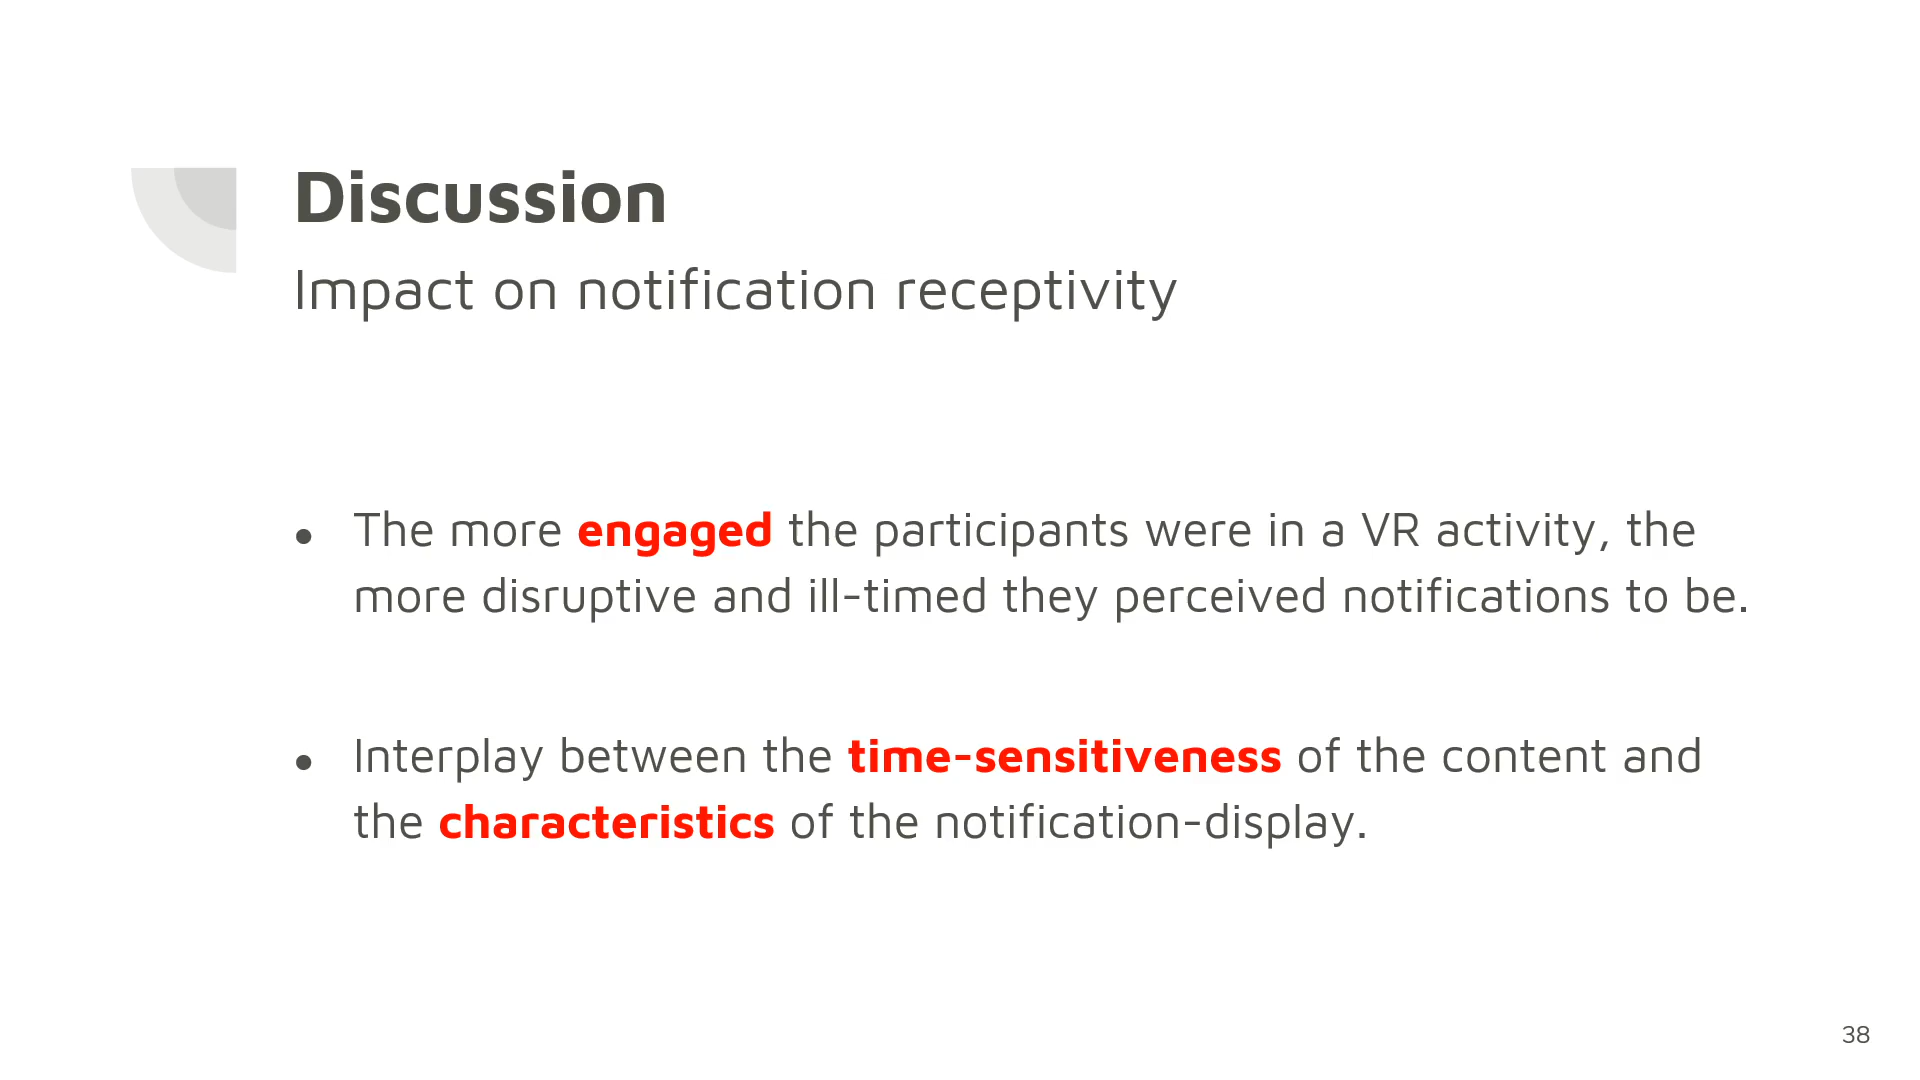 Discussion
Impact on notification receptivity
● The more engaged the participants were in a VR activity, the
more disruptive and ill-timed they perceived notifications to be.
● Interplay between the time-sensitiveness of the content and
the characteristics of the notification-display.
38